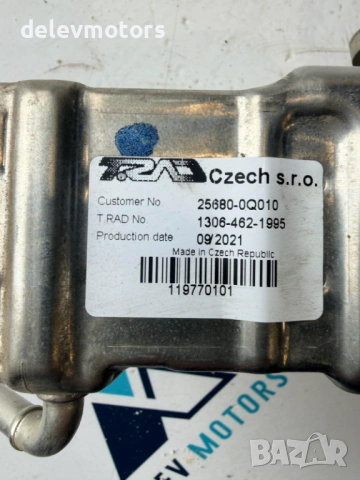 © delevmotors
T.RAD Czech s.r.o.
Customer No. 25680-0Q010
T.RAD No. 1306-462-1995
Production date 09/2021
Made in Czech Republic
119770101
EV MOTORS
bazar
БАЗАР